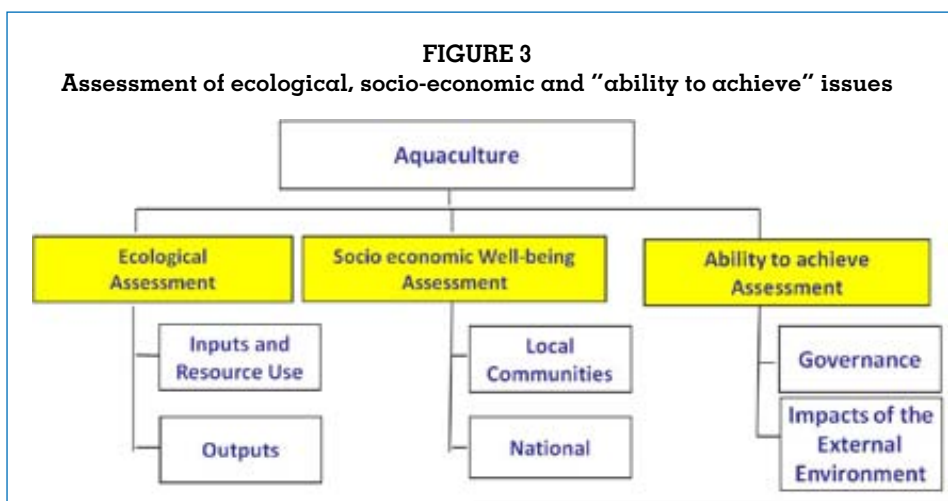 FIGURE 3
Assessment of ecological, socio-economic and "ability to achieve" issues
Aquaculture
Ecological
Assessment
Socio economic Well-being
Assessment
Ability to achieve
Assessment
Inputs and
Resource Use
Local
Communities
Governance
Outputs
National
Impacts of the
External
Environment